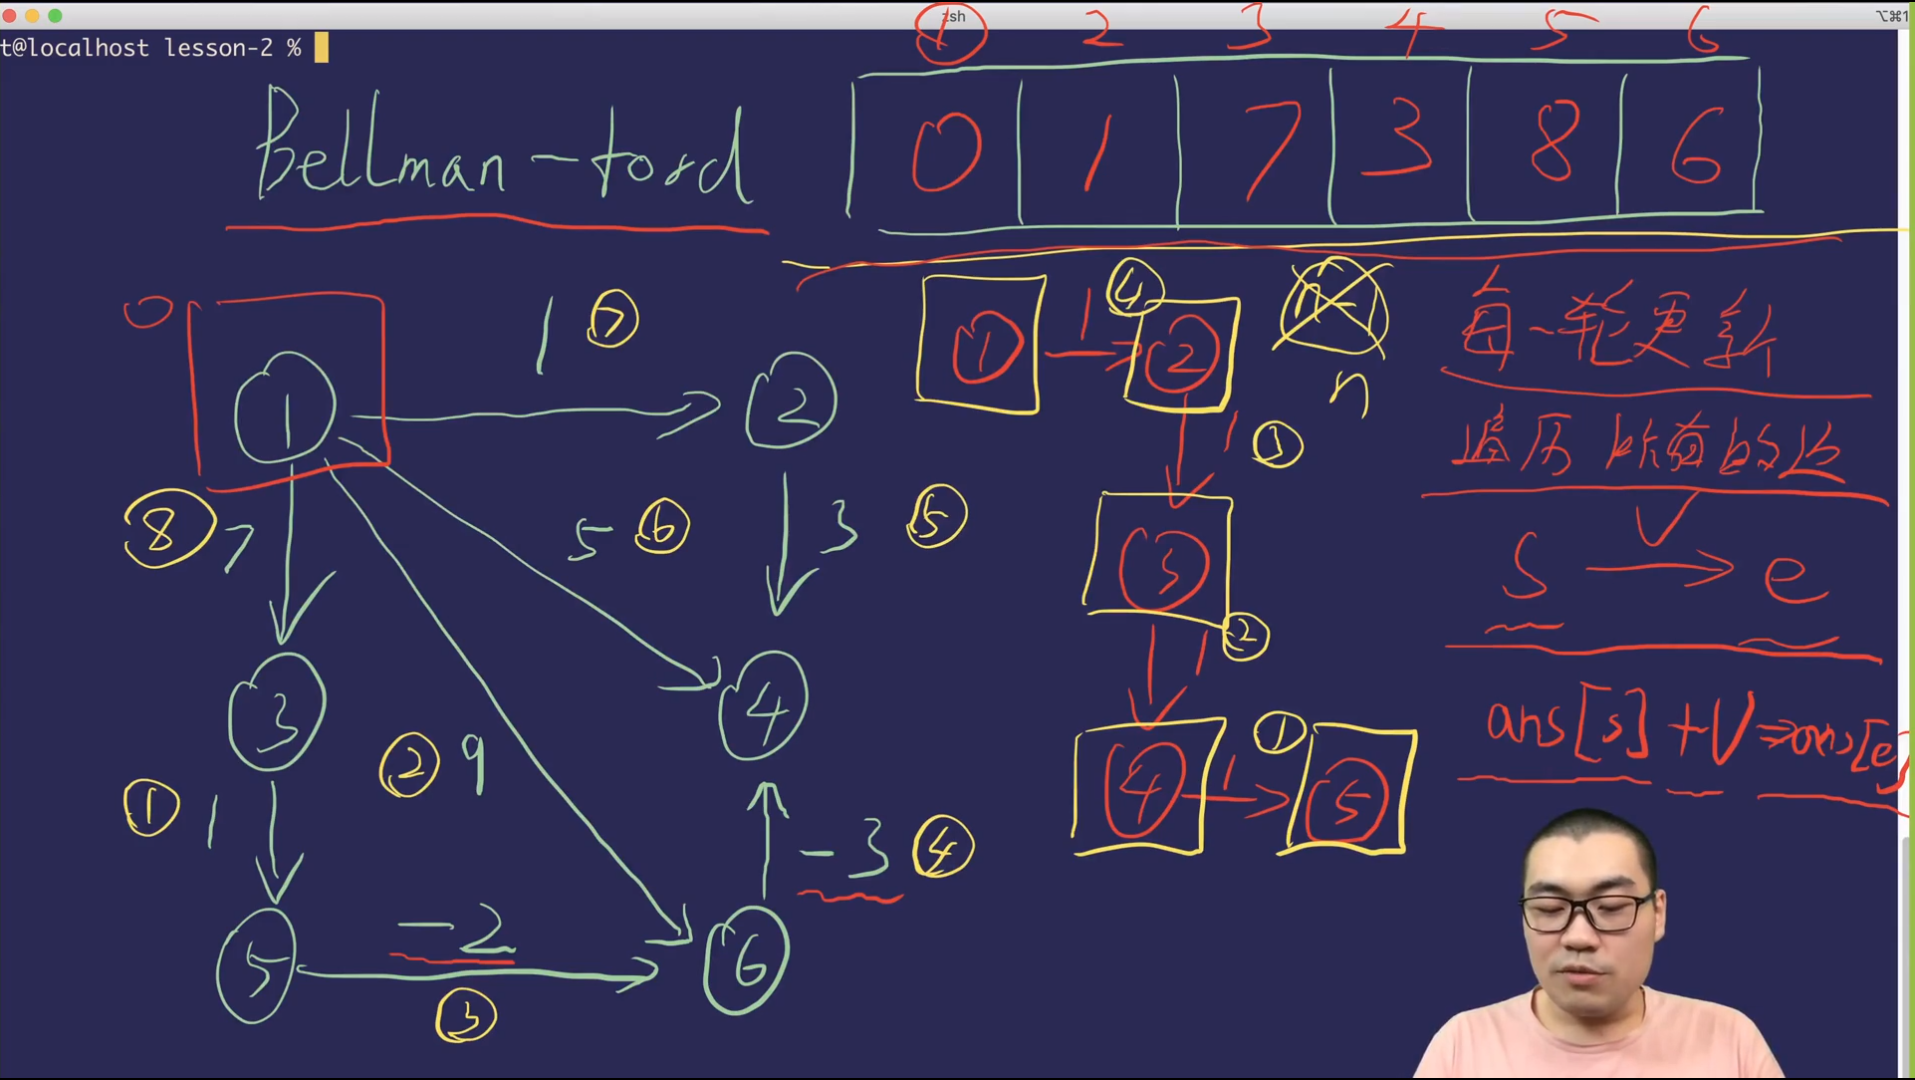 zsh
⌥⌘1
t@localhost lesson-2 %
① 2 3 4 5 6
0 1 7 3 8 6
Bellman-ford
0
1 ⑦
1 2
⑧ 7
5 ⑥
3 ⑤
3
4
② 9
① 1
-3 ④
-2
5
6
③
① 1 ④ ②
n-1
n
1 ③
③
② 1
④ 1 ① ⑤
每一轮更新
遍历所有的边
S → e
ans[s]+V⇒ans[e]